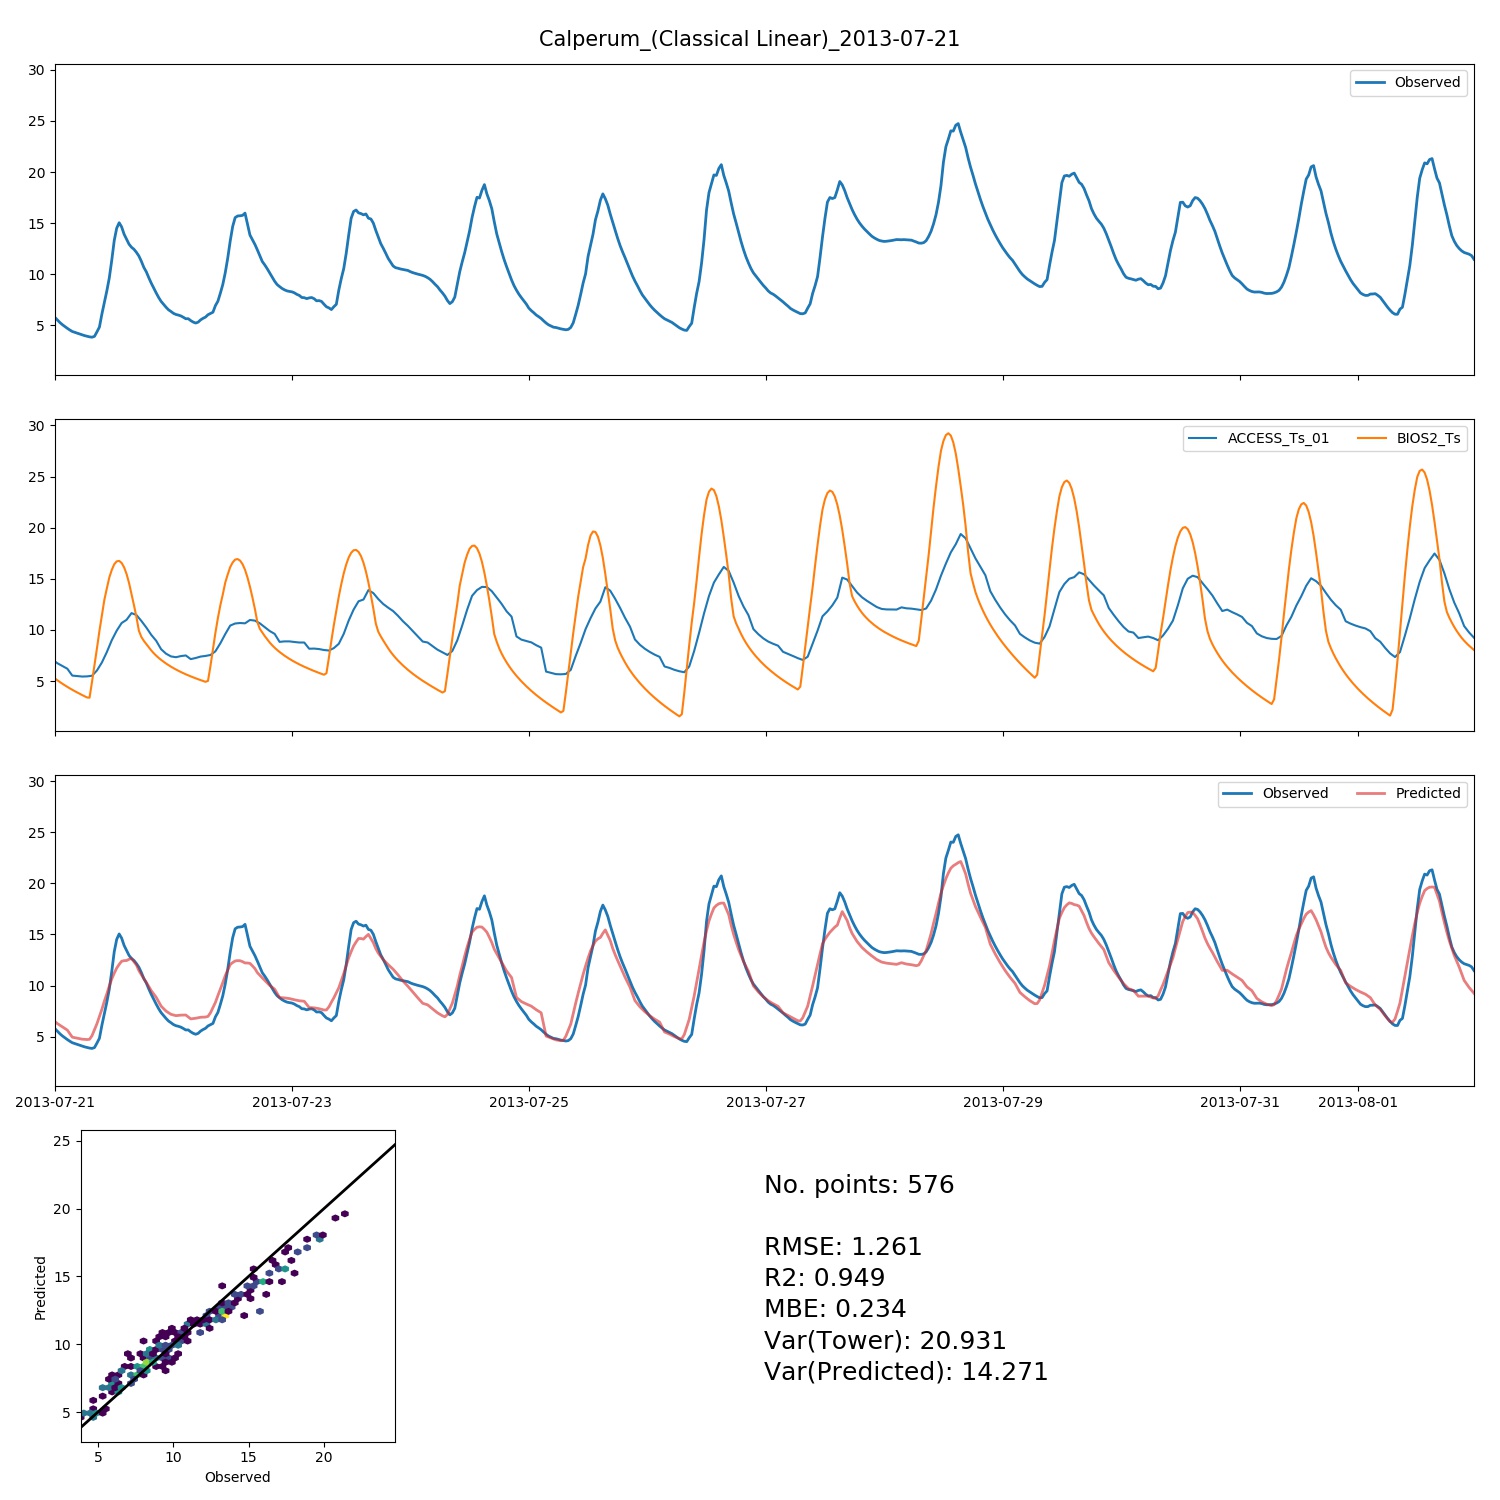 Calperum_(Classical Linear)_2013-07-21
30
25
20
15
10
5
Observed
30
25
20
15
10
5
ACCESS_Ts_01 BIOS2_Ts
30
25
20
15
10
5
Observed Predicted
2013-07-21 2013-07-23 2013-07-25 2013-07-27 2013-07-29 2013-07-31 2013-08-01
25
20
15
10
5
Predicted
5 10 15 20
Observed
No. points: 576
RMSE: 1.261
R2: 0.949
MBE: 0.234
Var(Tower): 20.931
Var(Predicted): 14.271